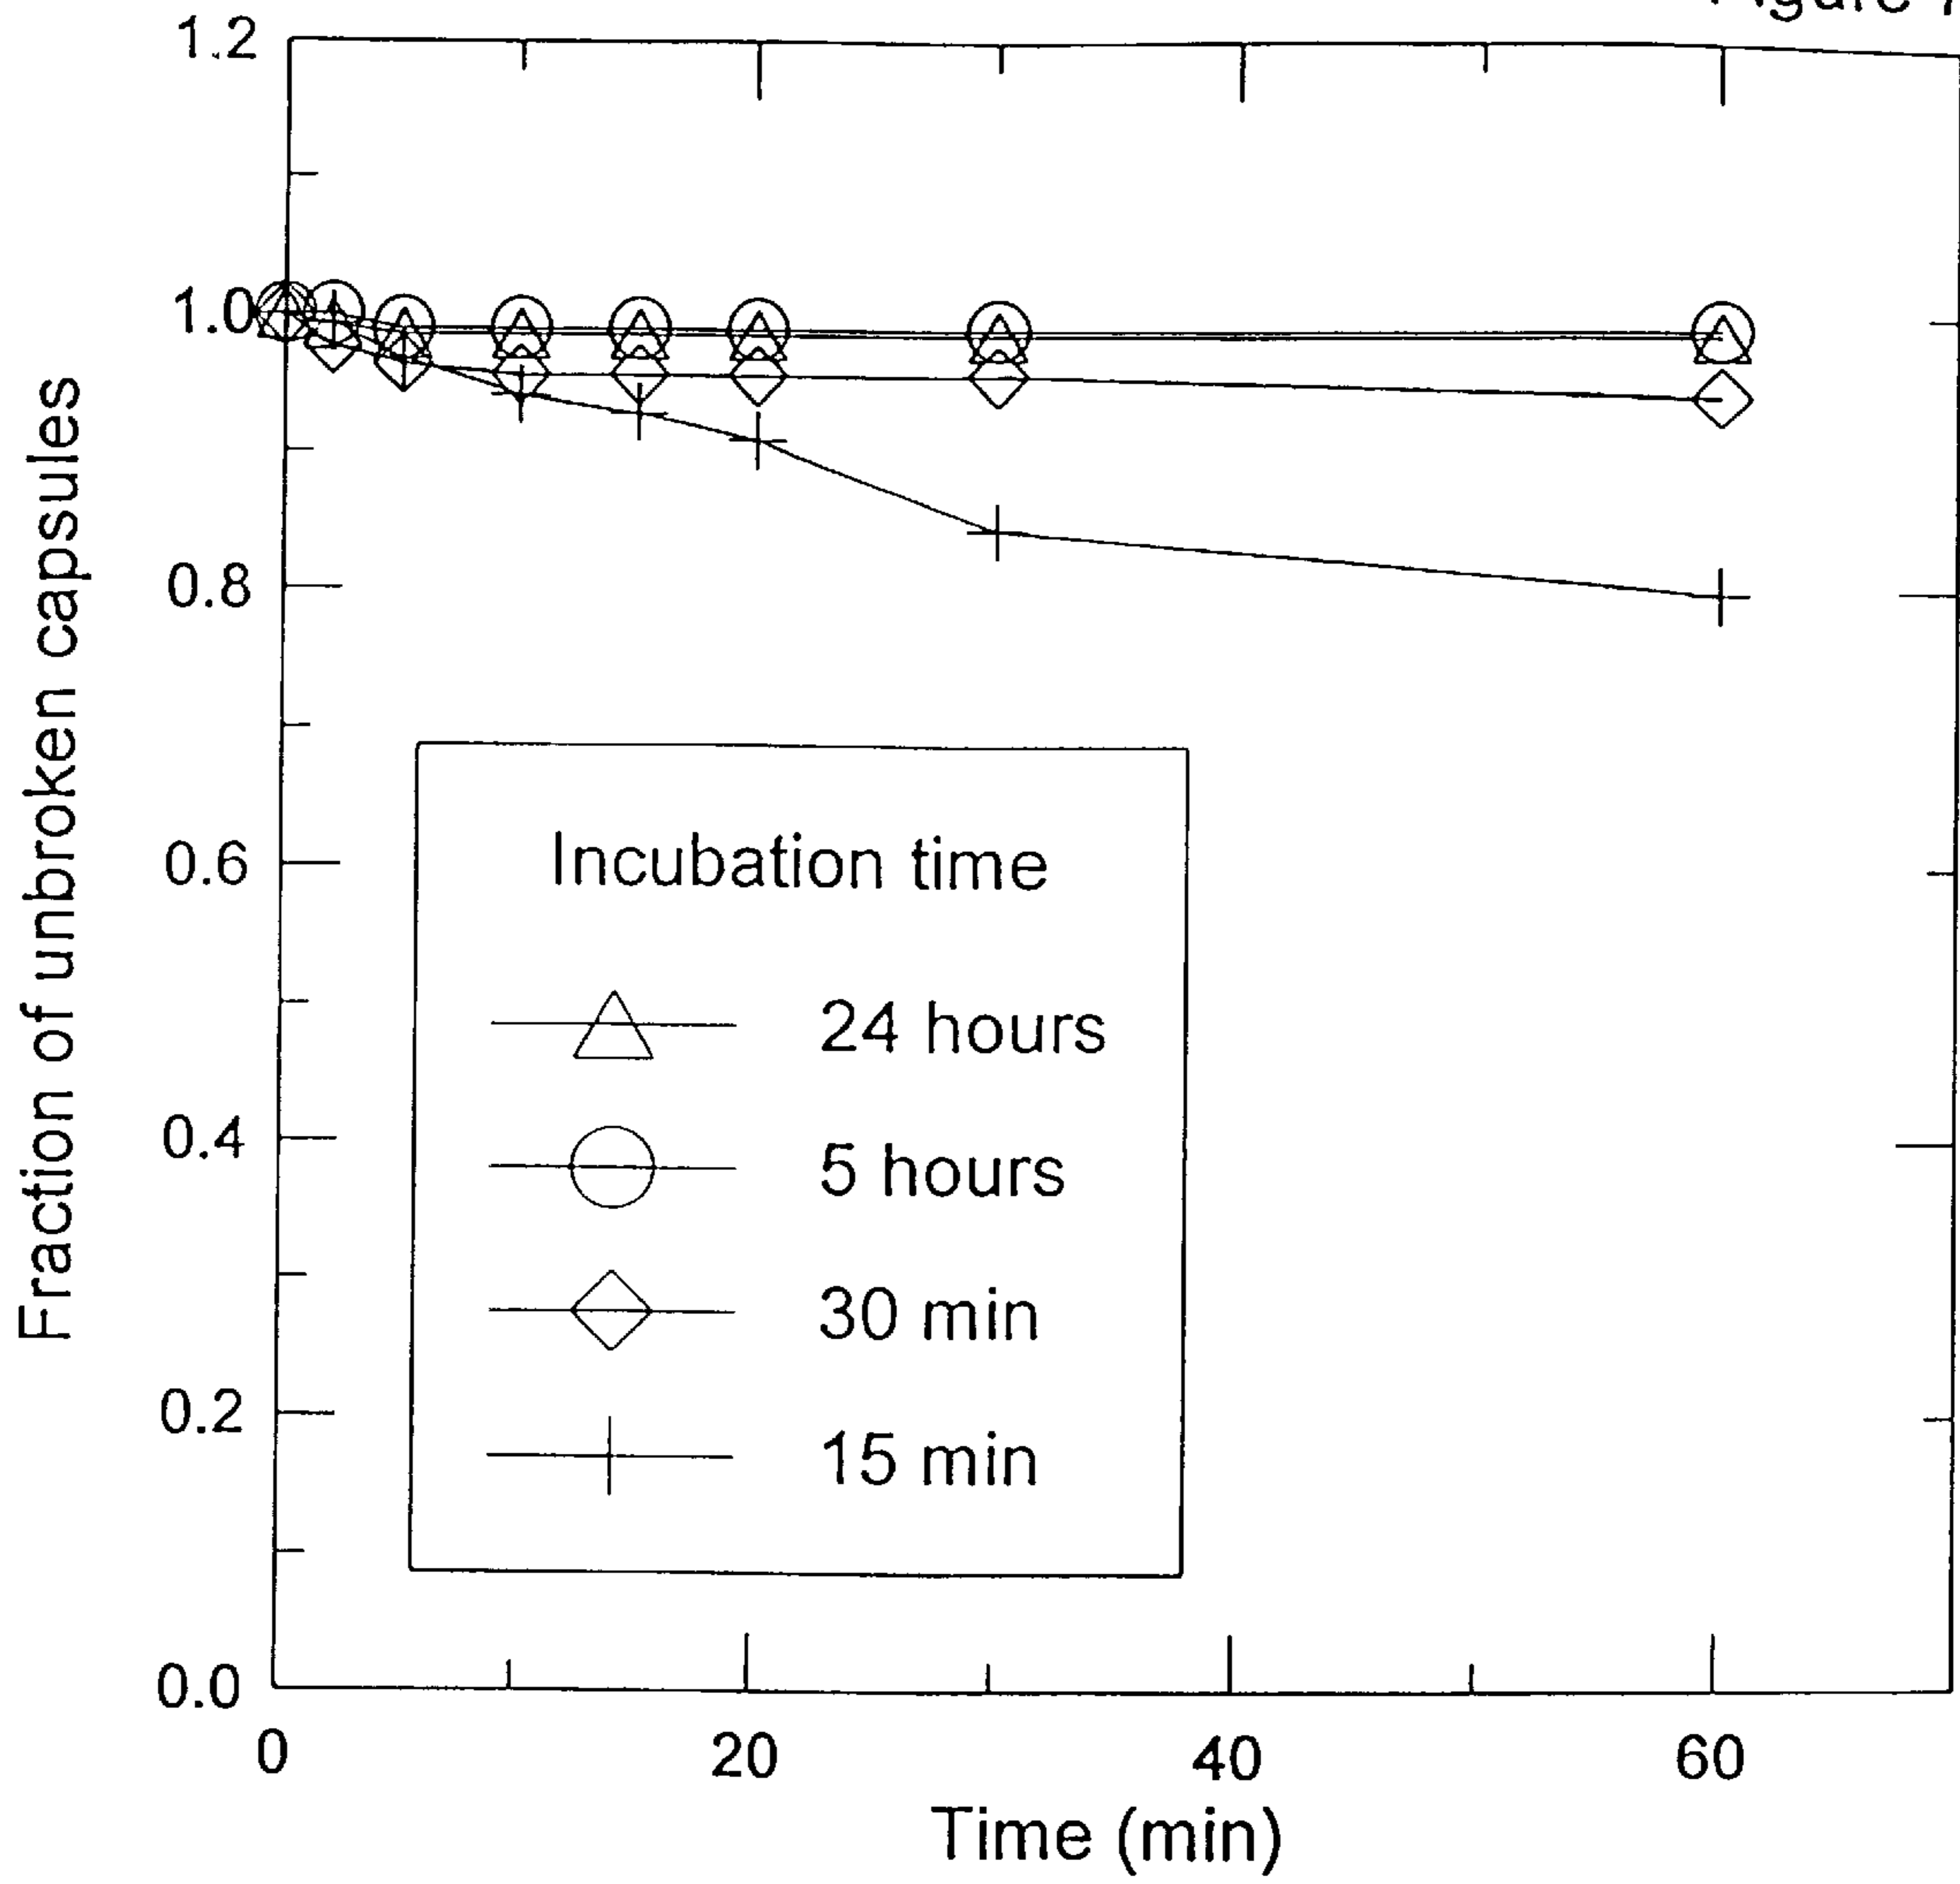 Figure
1.2
1.0
0.8
0.6
0.4
0.2
0.0
Fraction of unbroken capsules
Incubation time
24 hours
5 hours
30 min
15 min
0 20 40 60
Time (min)